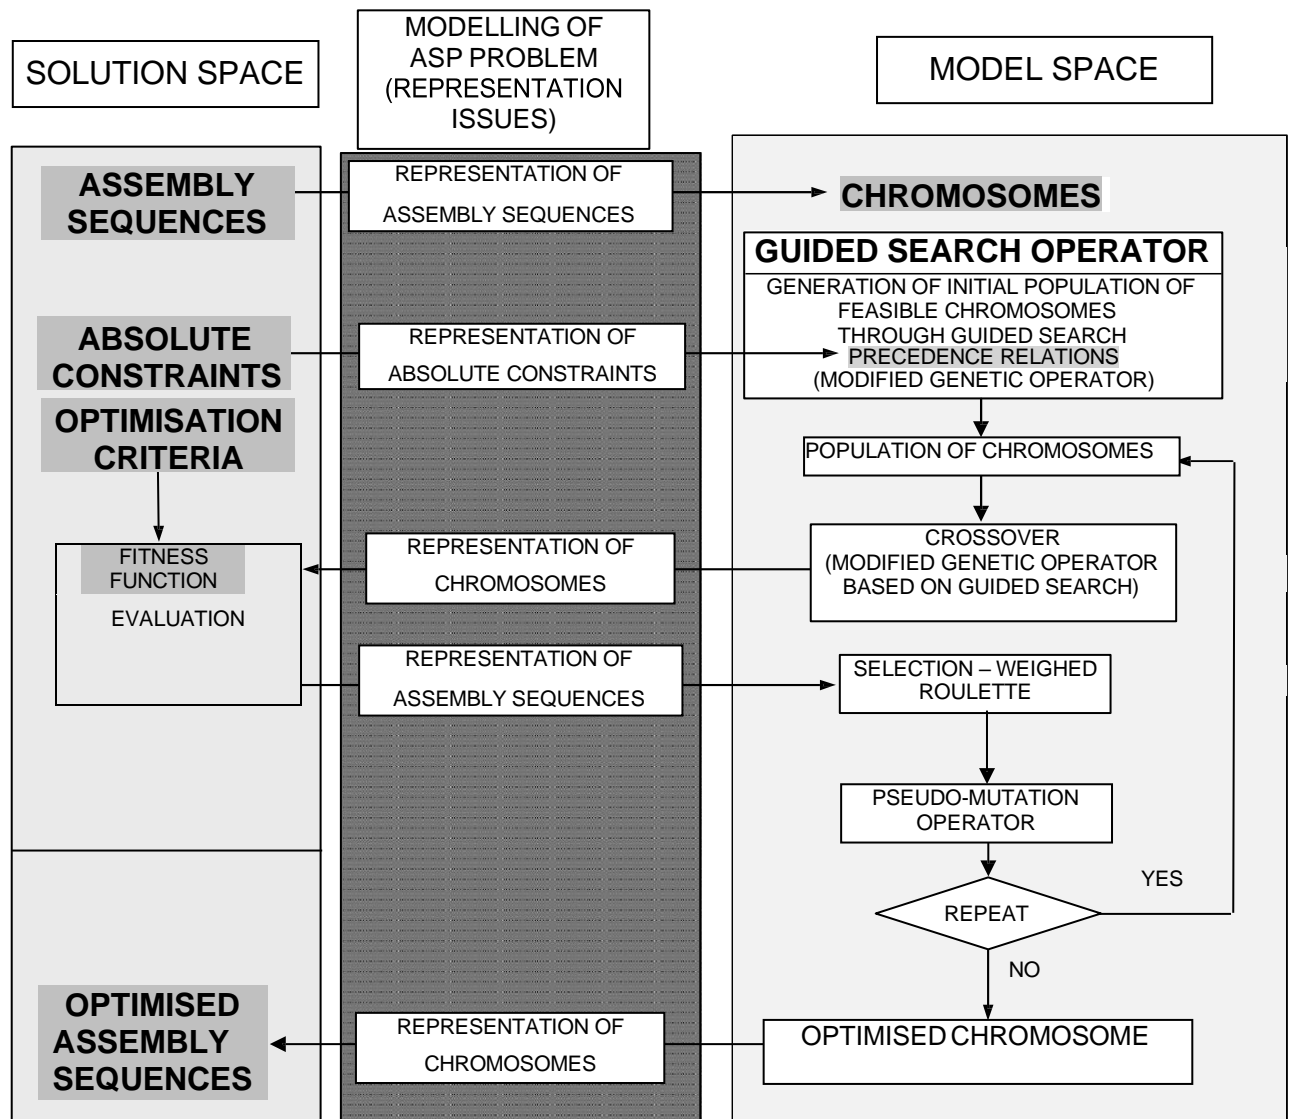 SOLUTION SPACE
MODELLING OF
ASP PROBLEM
(REPRESENTATION
ISSUES)
MODEL SPACE
ASSEMBLY
SEQUENCES
REPRESENTATION OF
ASSEMBLY SEQUENCES
CHROMOSOMES
GUIDED SEARCH OPERATOR
GENERATION OF INITIAL POPULATION OF
FEASIBLE CHROMOSOMES
THROUGH GUIDED SEARCH
PRECEDENCE RELATIONS
(MODIFIED GENETIC OPERATOR)
ABSOLUTE
CONSTRAINTS
REPRESENTATION OF
ABSOLUTE CONSTRAINTS
OPTIMISATION
CRITERIA
POPULATION OF CHROMOSOMES
CROSSOVER
(MODIFIED GENETIC OPERATOR
BASED ON GUIDED SEARCH)
REPRESENTATION OF
CHROMOSOMES
FITNESS
FUNCTION
EVALUATION
REPRESENTATION OF
ASSEMBLY SEQUENCES
SELECTION – WEIGHED
ROULETTE
PSEUDO-MUTATION
OPERATOR
REPEAT
YES
NO
OPTIMISED CHROMOSOME
REPRESENTATION OF
CHROMOSOMES
OPTIMISED
ASSEMBLY
SEQUENCES